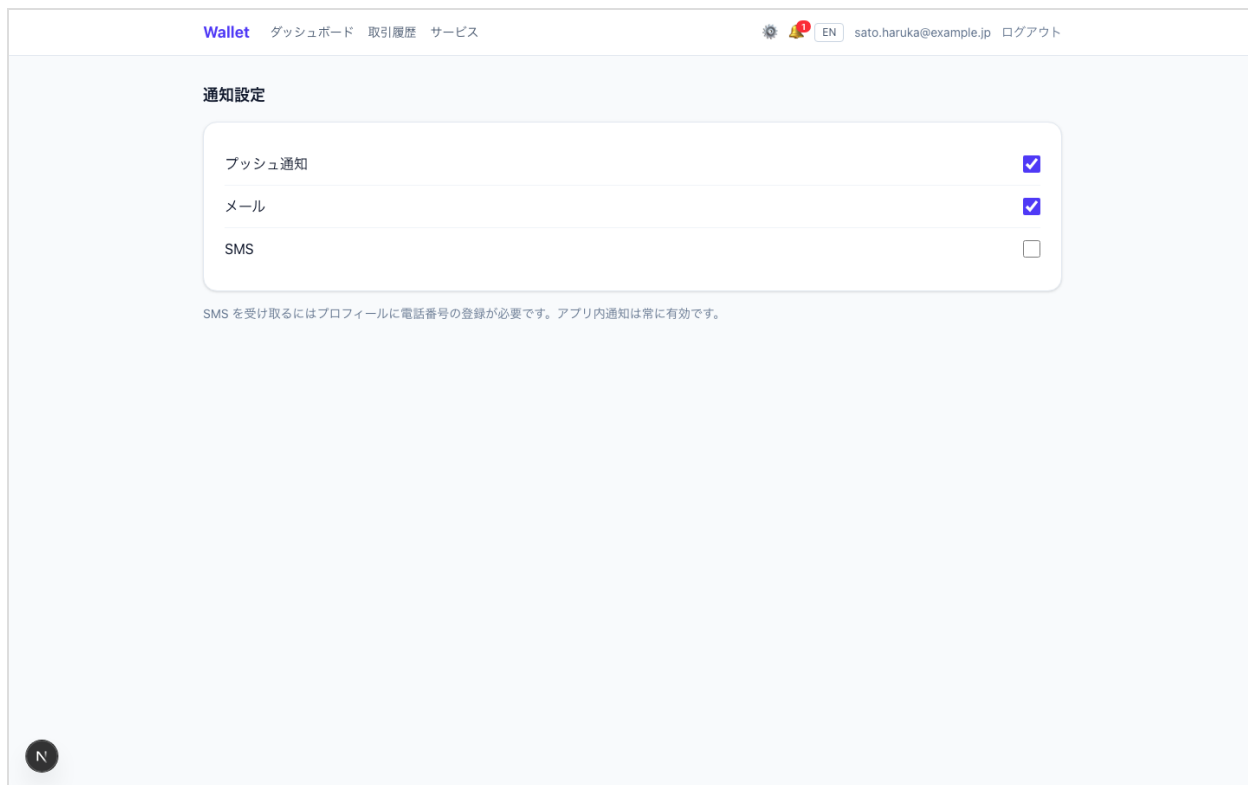 Wallet ダッシュボード 取引履歴 サービス 1 EN sato.haruka@example.jp ログアウト
通知設定
プッシュ通知
メール
SMS
SMS を受け取るにはプロフィールに電話番号の登録が必要です。アプリ内通知は常に有効です。
N